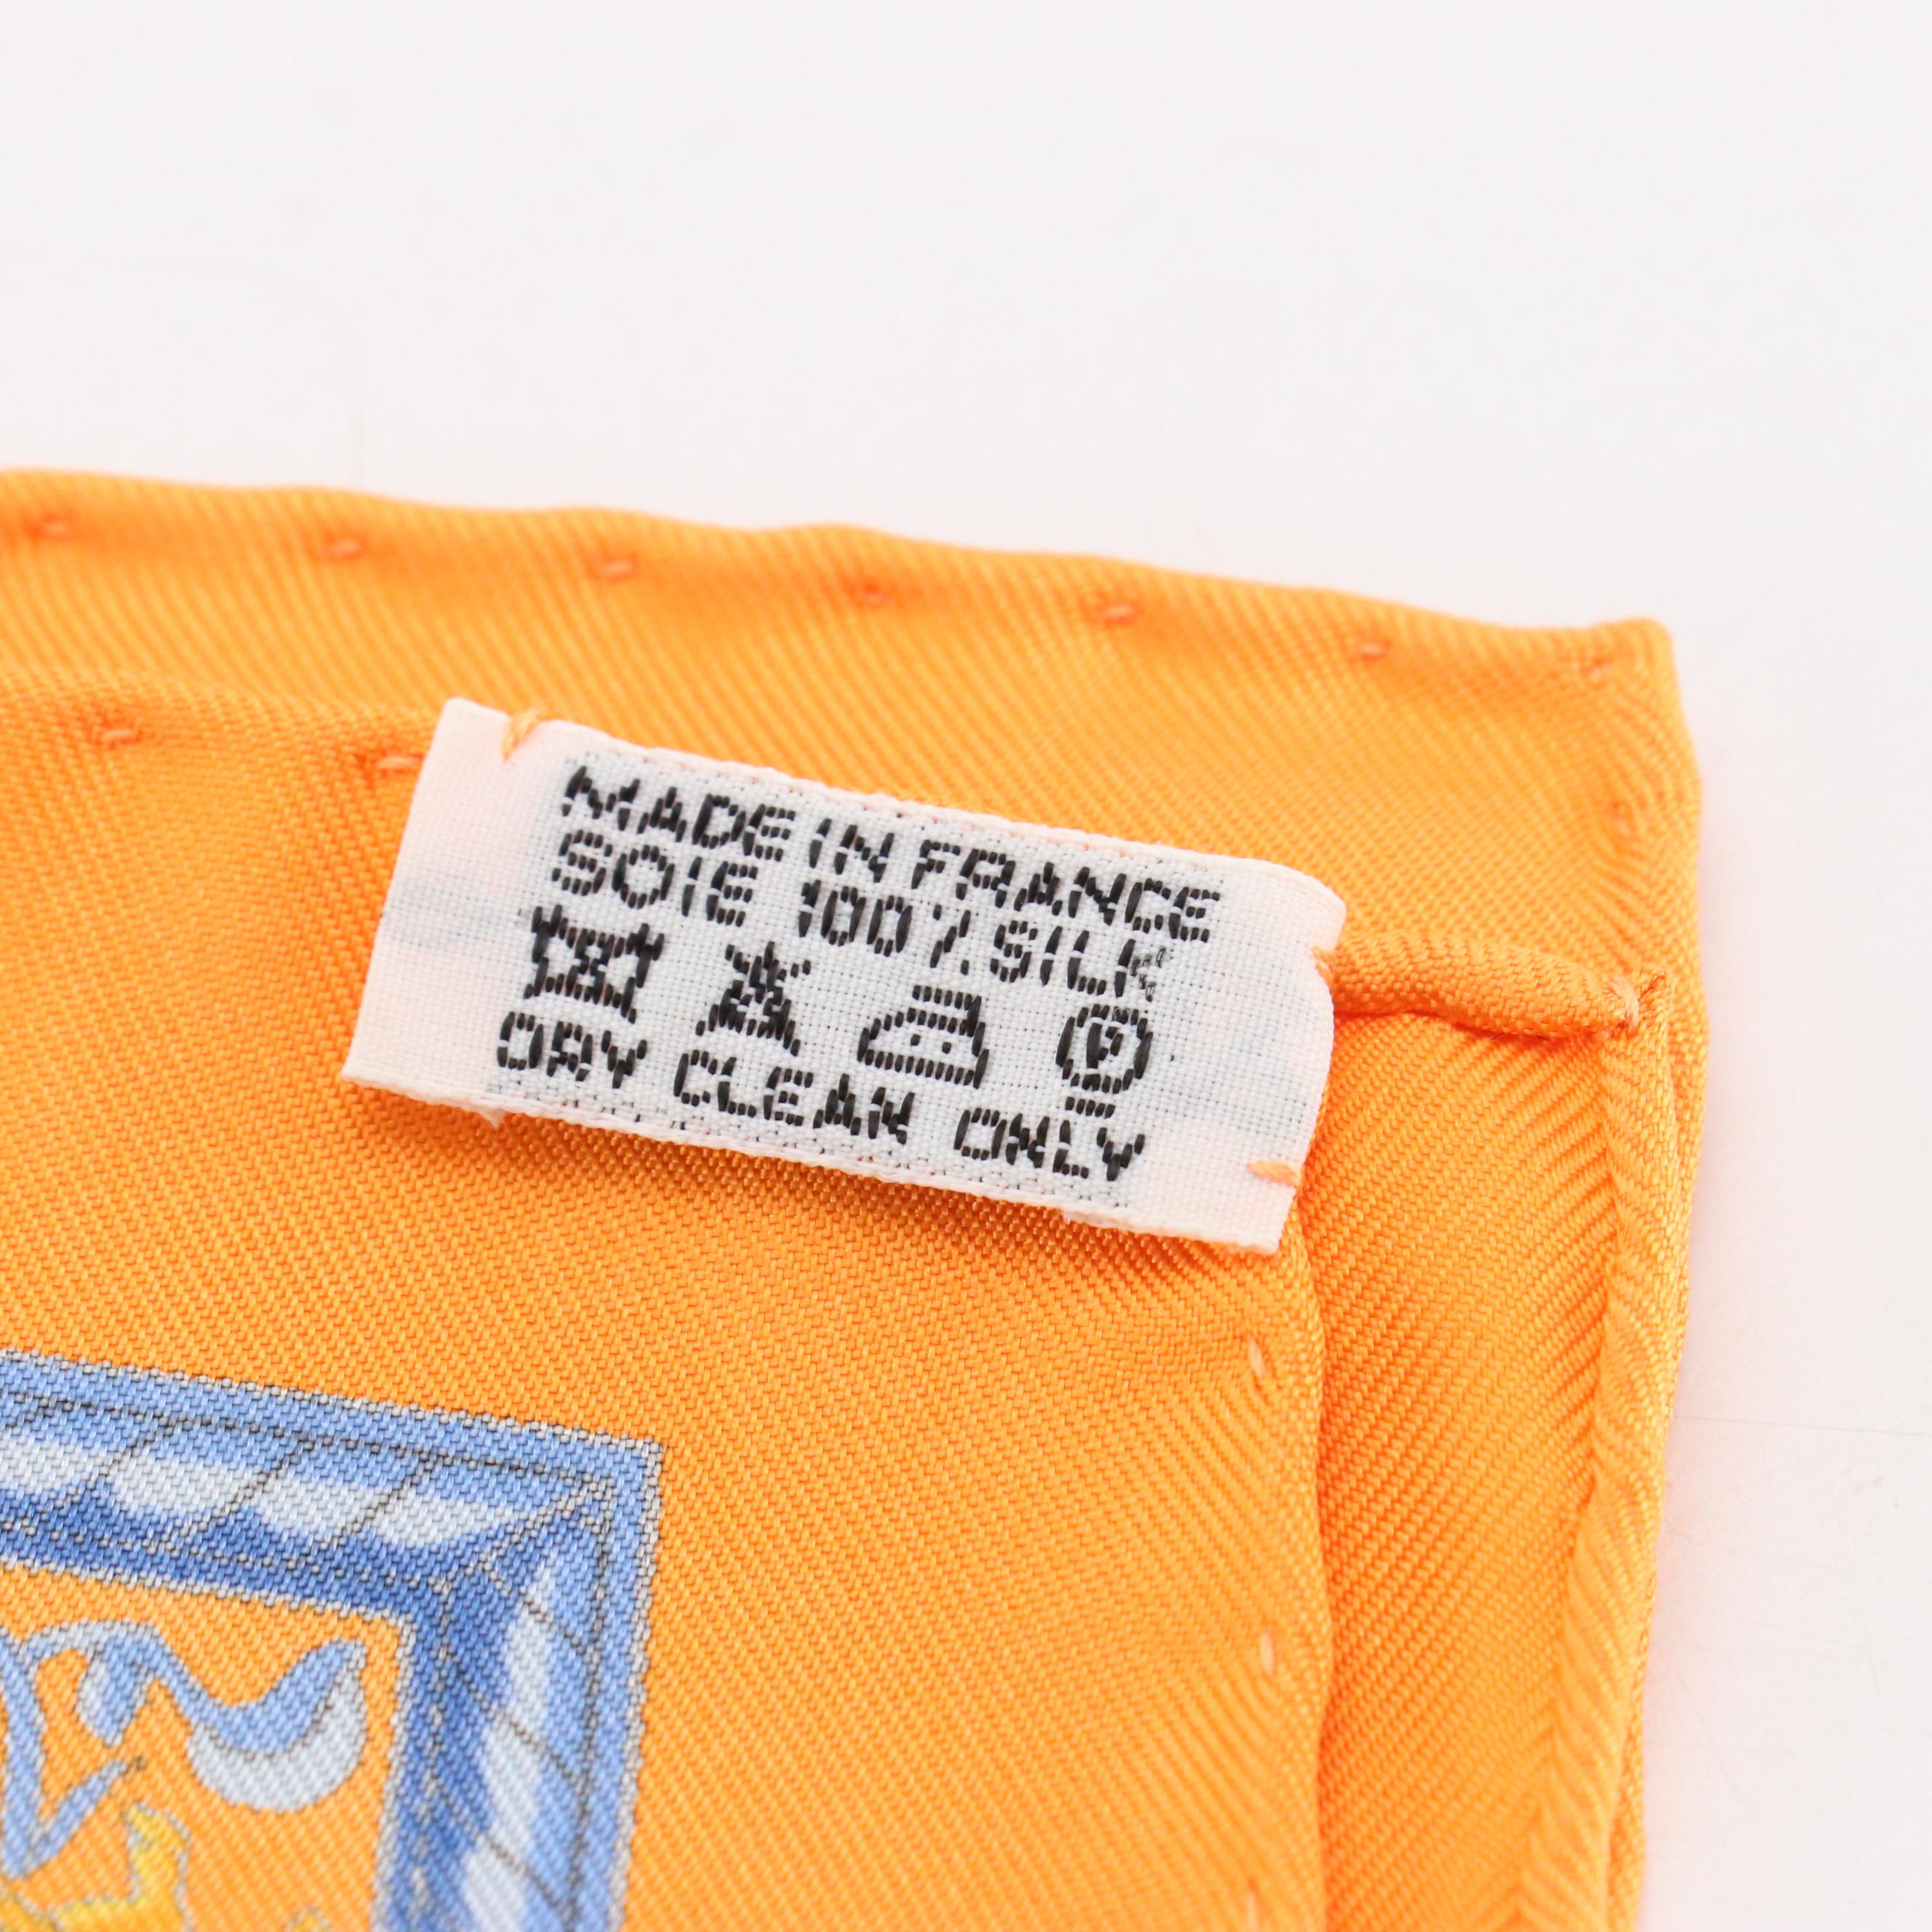 MADE IN FRANCE
SOIE 100% SILK
P
DRY CLEAN ONLY